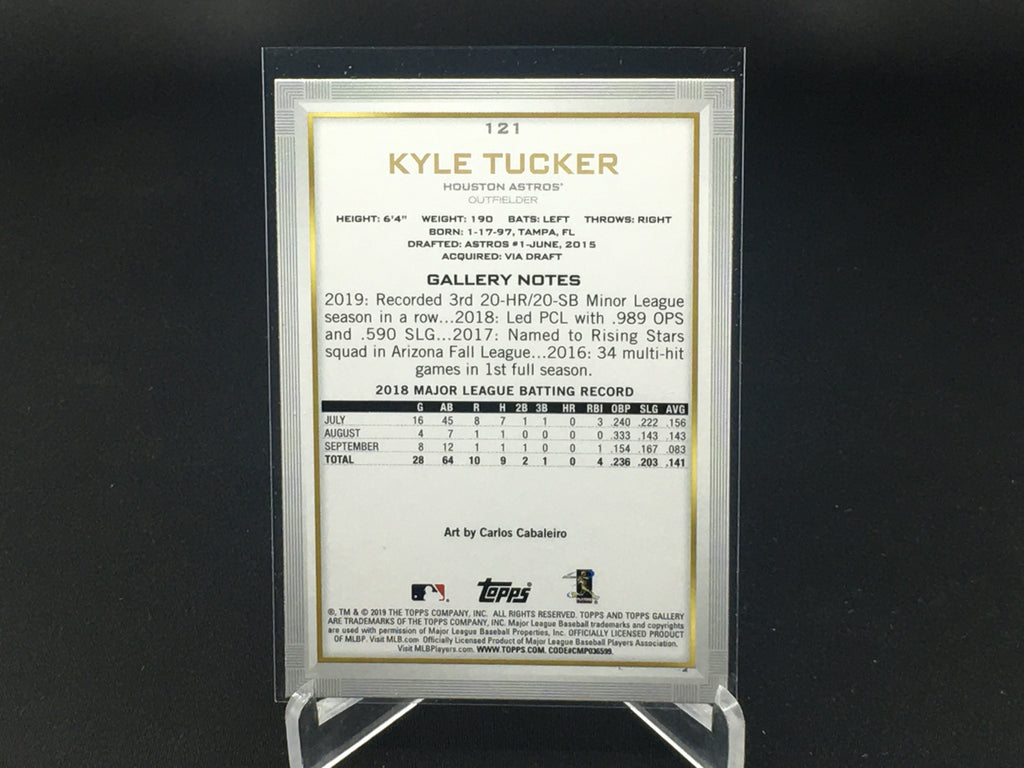 121
KYLE TUCKER
HOUSTON ASTROS®
OUTFIELDER
HEIGHT: 6'4" WEIGHT: 190 BATS: LEFT THROWS: RIGHT
BORN: 1-17-97, TAMPA, FL
DRAFTED: ASTROS #1-JUNE, 2015
ACQUIRED: VIA DRAFT
GALLERY NOTES
2019: Recorded 3rd 20-HR/20-SB Minor League
season in a row...2018: Led PCL with .989 OPS
and .590 SLG...2017: Named to Rising Stars
squad in Arizona Fall League...2016: 34 multi-hit
games in 1st full season.
2018 MAJOR LEAGUE BATTING RECORD
G AB R H 2B 3B HR RBI OBP SLG AVG
JULY 16 45 8 7 1 1 0 3 .240 .222 .156
AUGUST 4 7 1 1 0 0 0 0 .333 .143 .143
SEPTEMBER 8 12 1 1 1 0 0 1 .154 .167 .083
TOTAL 28 64 10 9 2 1 0 4 .236 .203 .141
Art by Carlos Cabaleiro
Topps
®, TM & © 2019 THE TOPPS COMPANY, INC. ALL RIGHTS RESERVED. TOPPS AND TOPPS GALLERY
ARE TRADEMARKS OF THE TOPPS COMPANY, INC. Major League Baseball trademarks and copyrights
are used with permission of Major League Baseball Properties, Inc. OFFICIALLY LICENSED PRODUCT
OF MLBP. Visit MLB.com Officially Licensed Product of Major League Baseball Players Association.
Visit MLBPlayers.com. WWW.TOPPS.COM. CODE#CMP036599.